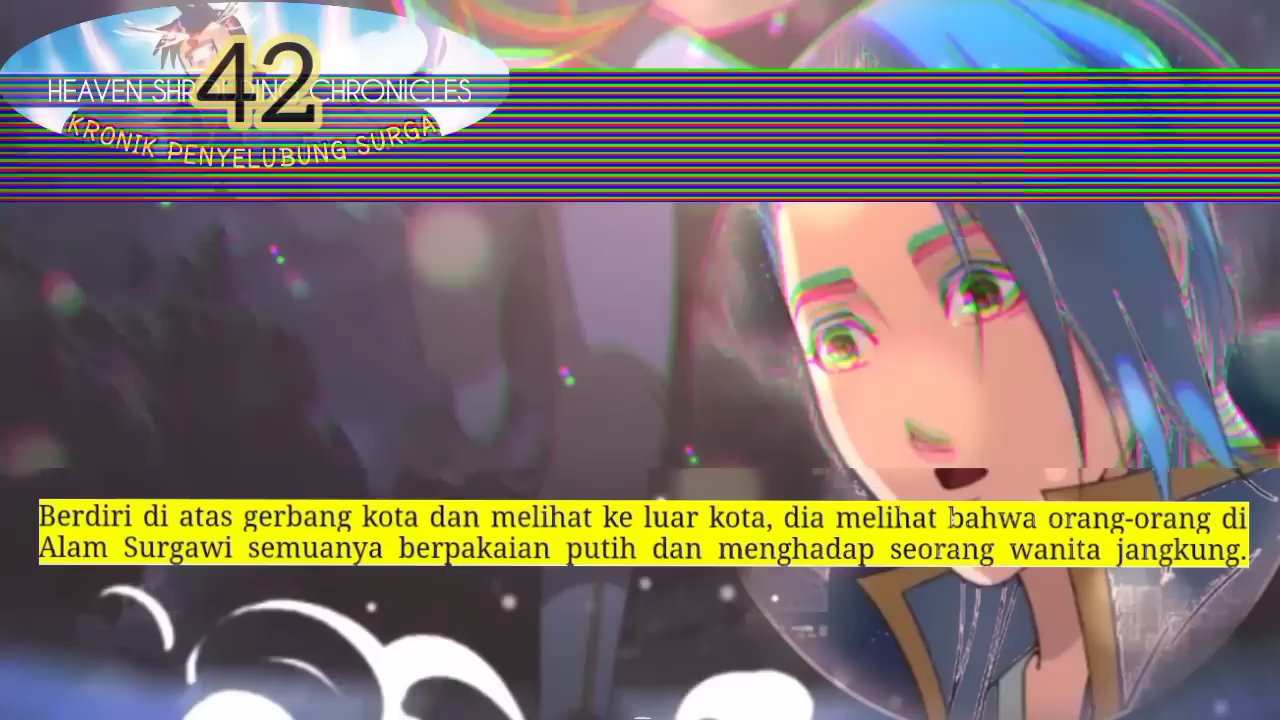 42
HEAVEN SHROUDING CHRONICLES
KRONIK PENYELUBUNG SURGA
Berdiri di atas gerbang kota dan melihat ke luar kota, dia melihat bahwa orang-orang di
Alam Surgawi semuanya berpakaian putih dan menghadap seorang wanita jangkung.